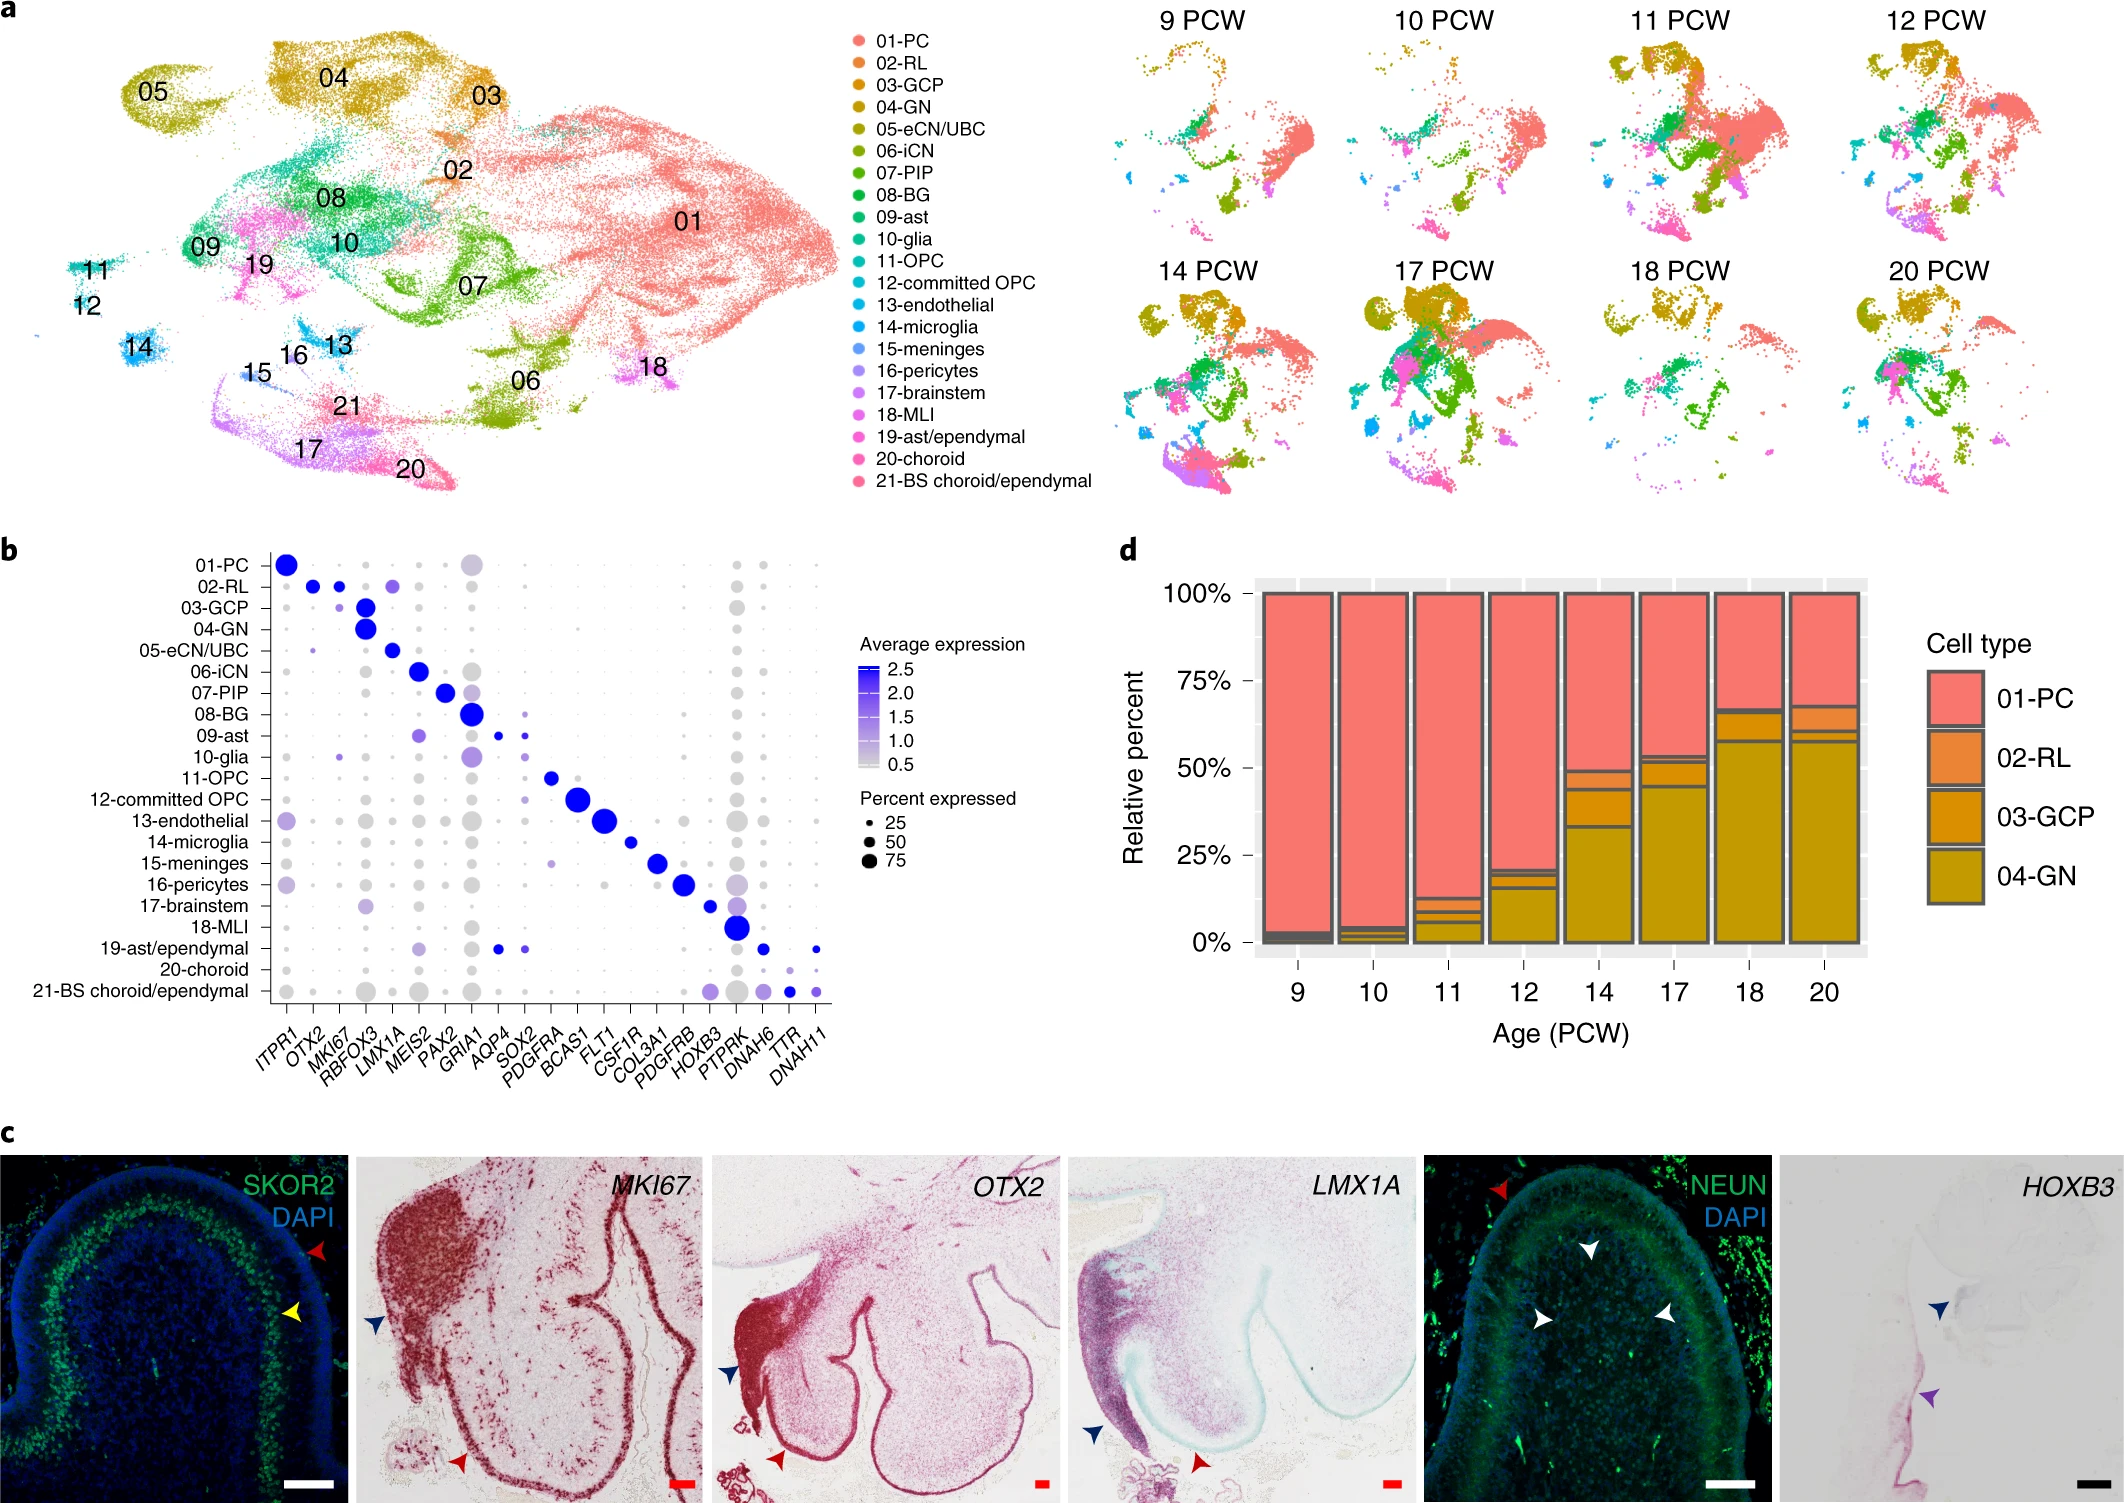 a
05
04
03
02
01
08
09
10
19
11
12
07
14
15
16
13
18
06
21
17
20
01-PC
02-RL
03-GCP
04-GN
05-eCN/UBC
06-iCN
07-PIP
08-BG
09-ast
10-glia
11-OPC
12-committed OPC
13-endothelial
14-microglia
15-meninges
16-pericytes
17-brainstem
18-MLI
19-ast/ependymal
20-choroid
21-BS choroid/ependymal
9 PCW
10 PCW
11 PCW
12 PCW
14 PCW
17 PCW
18 PCW
20 PCW
b
01-PC
02-RL
03-GCP
04-GN
05-eCN/UBC
06-iCN
07-PIP
08-BG
09-ast
10-glia
11-OPC
12-committed OPC
13-endothelial
14-microglia
15-meninges
16-pericytes
17-brainstem
18-MLI
19-ast/ependymal
20-choroid
21-BS choroid/ependymal
ITPR1
OTX2
MKI67
RBFOX3
LMX1A
MEIS2
PAX2
GRIA1
AQP4
SOX2
PDGFRA
BCAS1
FLT1
CSF1R
COL3A1
PDGFRB
HOXB3
PTPRK
DNAH6
TTR
DNAH11
Average expression
2.5
2.0
1.5
1.0
0.5
Percent expressed
25
50
75
d
Relative percent
100%
75%
50%
25%
0%
9
10
11
12
14
17
18
20
Age (PCW)
Cell type
01-PC
02-RL
03-GCP
04-GN
c
SKOR2
DAPI
MKI67
OTX2
LMX1A
NEUN
DAPI
HOXB3